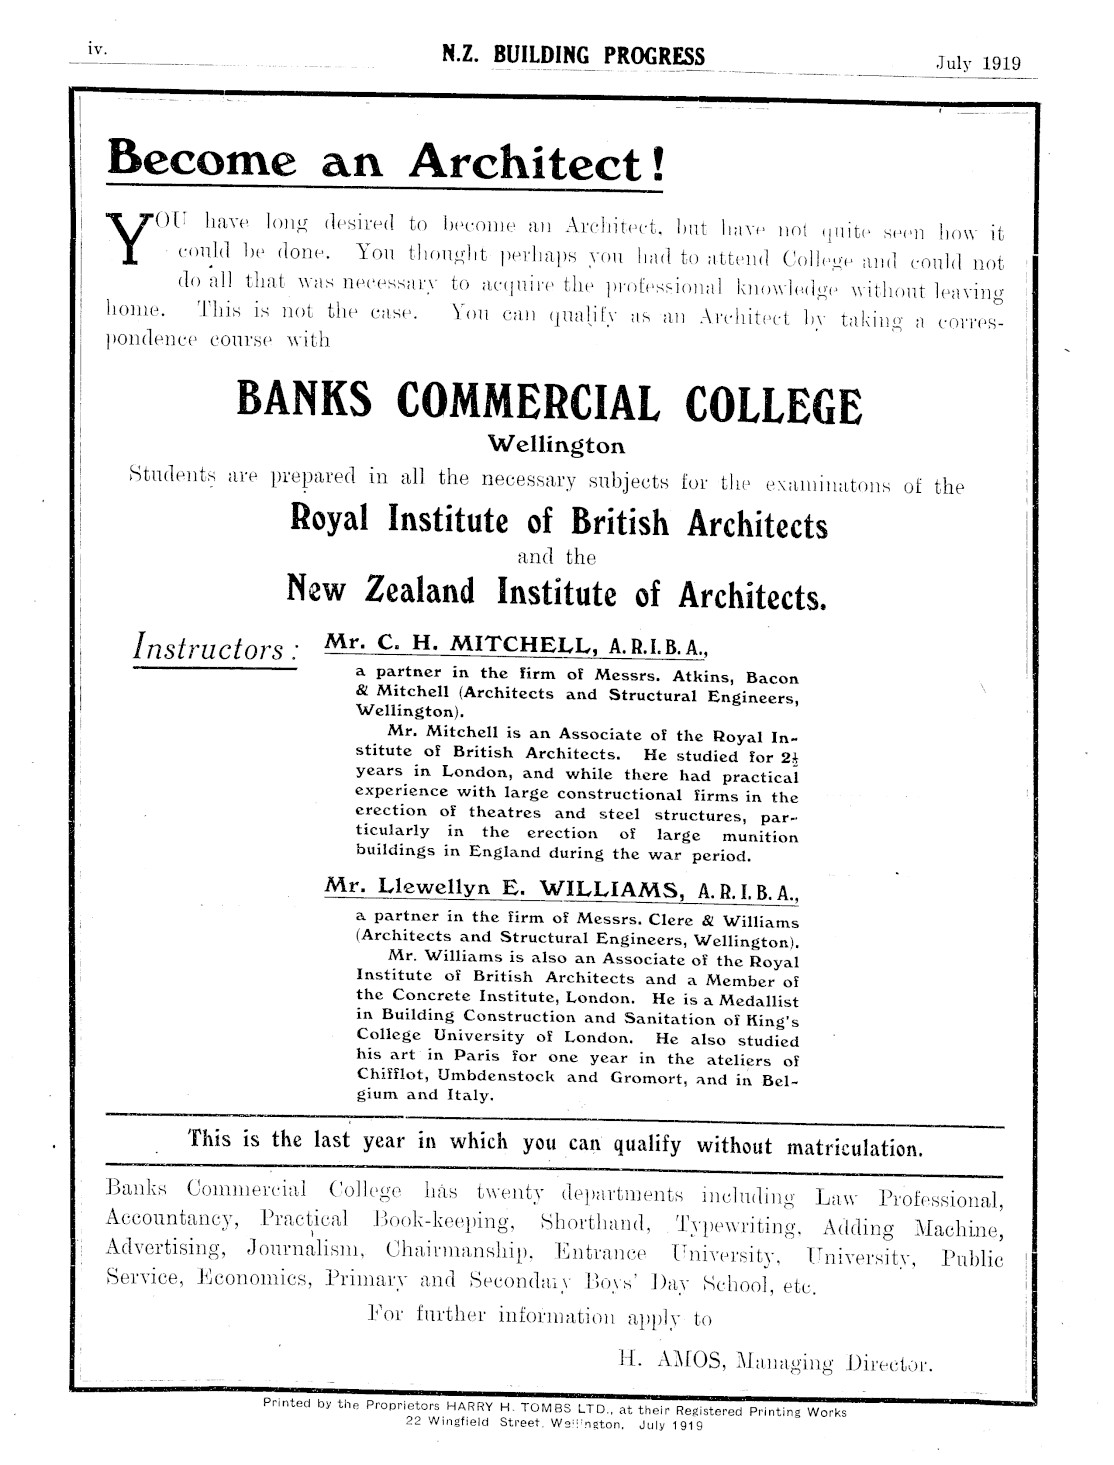 iv.
N.Z. BUILDING PROGRESS
July 1919
Become an Architect!
YOU have long desired to become an Architect, but have not quite seen how it
could be done. You thought perhaps you had to attend College and could not
do all that was necessary to acquire the professional knowledge without leaving
home. This is not the case. You can qualify as an Architect by taking a corres-
pondence course with
BANKS COMMERCIAL COLLEGE
Wellington
Students are prepared in all the necessary subjects for the examinatons of the
Royal Institute of British Architects
and the
New Zealand Institute of Architects.
Instructors:
Mr. C. H. MITCHELL, A.R.I.B.A.,
a partner in the firm of Messrs. Atkins, Bacon
& Mitchell (Architects and Structural Engineers,
Wellington).
Mr. Mitchell is an Associate of the Royal In-
stitute of British Architects. He studied for 2½
years in London, and while there had practical
experience with large constructional firms in the
erection of theatres and steel structures, par-
ticularly in the erection of large munition
buildings in England during the war period.
Mr. Llewellyn E. WILLIAMS, A.R.I.B.A.,
a partner in the firm of Messrs. Clere & Williams
(Architects and Structural Engineers, Wellington).
Mr. Williams is also an Associate of the Royal
Institute of British Architects and a Member of
the Concrete Institute, London. He is a Medallist
in Building Construction and Sanitation of King's
College University of London. He also studied
his art in Paris for one year in the ateliers of
Chifflot, Umbdenstock and Gromort, and in Bel-
gium and Italy.
This is the last year in which you can qualify without matriculation.
Banks Commercial College has twenty departments including Law Professional,
Accountancy, Practical Book-keeping, Shorthand, Typewriting, Adding Machine,
Advertising, Journalism, Chairmanship, Entrance University, University, Public
Service, Economics, Primary and Secondary Boys' Day School, etc.
For further information apply to
H. AMOS, Managing Director.
Printed by the Proprietors HARRY H. TOMBS LTD., at their Registered Printing Works
22 Wingfield Street, Wellington, July 1919